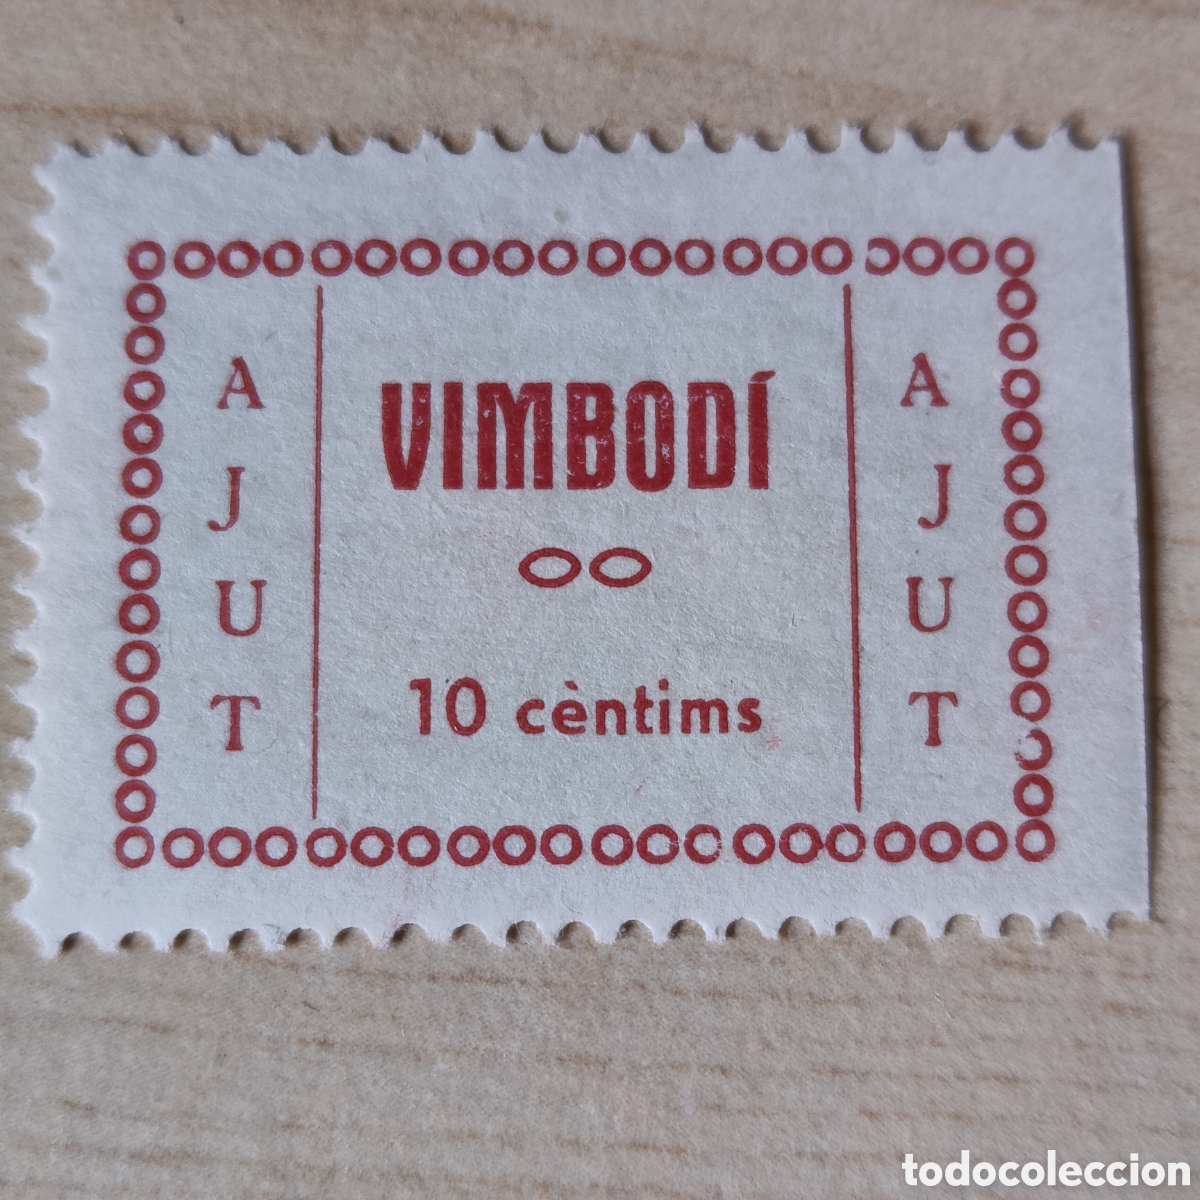 AJUT
VIMBODÍ
10 cèntims
AJUT
todocoleccion